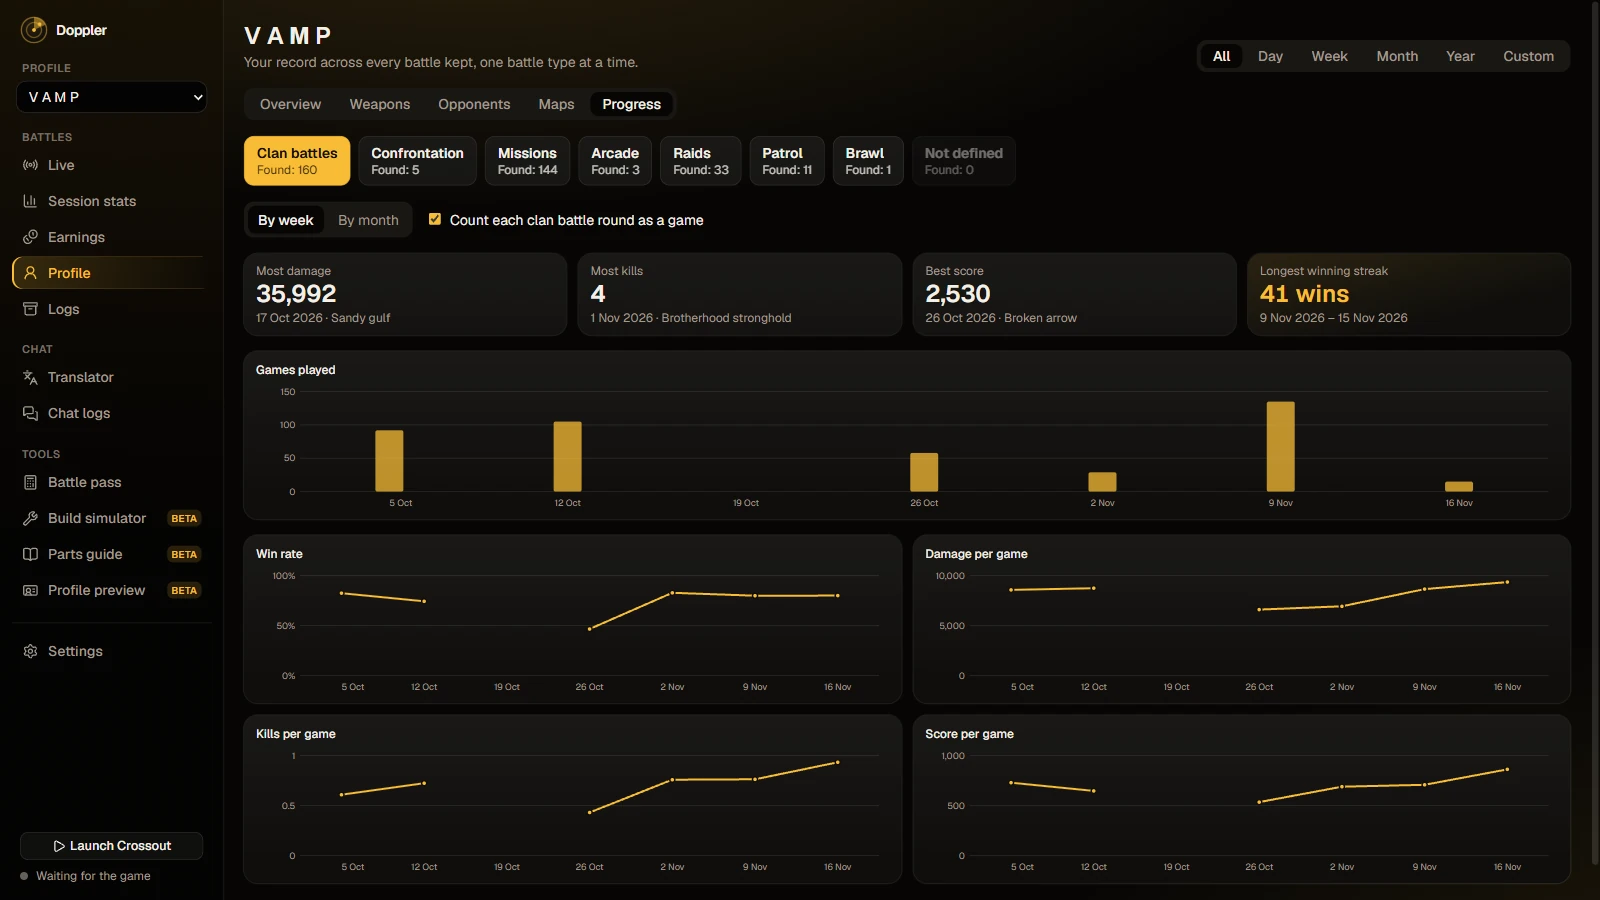 Doppler
PROFILE
V A M P
BATTLES
Live
Session stats
Earnings
Profile
Logs
CHAT
Translator
Chat logs
TOOLS
Battle pass
Build simulator BETA
Parts guide BETA
Profile preview BETA
Settings
Launch Crossout
Waiting for the game
V A M P
Your record across every battle kept, one battle type at a time.
All Day Week Month Year Custom
Overview Weapons Opponents Maps Progress
Clan battles Confrontation Missions Arcade Raids Patrol Brawl Not defined
Found: 160 Found: 5 Found: 144 Found: 3 Found: 33 Found: 11 Found: 1 Found: 0
By week By month Count each clan battle round as a game
Most damage
35,992
17 Oct 2026 · Sandy gulf
Most kills
4
1 Nov 2026 · Brotherhood stronghold
Best score
2,530
26 Oct 2026 · Broken arrow
Longest winning streak
41 wins
9 Nov 2026 – 15 Nov 2026
Games played
150
100
50
0
5 Oct 12 Oct 19 Oct 26 Oct 2 Nov 9 Nov 16 Nov
Win rate
100%
50%
0%
5 Oct 12 Oct 19 Oct 26 Oct 2 Nov 9 Nov 16 Nov
Damage per game
10,000
5,000
0
5 Oct 12 Oct 19 Oct 26 Oct 2 Nov 9 Nov 16 Nov
Kills per game
1
0.5
0
5 Oct 12 Oct 19 Oct 26 Oct 2 Nov 9 Nov 16 Nov
Score per game
1,000
500
0
5 Oct 12 Oct 19 Oct 26 Oct 2 Nov 9 Nov 16 Nov